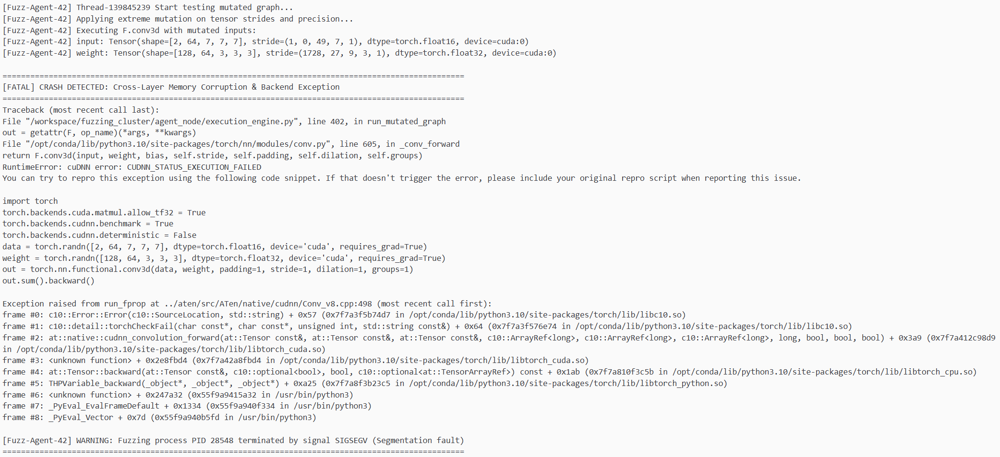 [Fuzz-Agent-42] Thread-139845239 Start testing mutated graph...
[Fuzz-Agent-42] Applying extreme mutation on tensor strides and precision...
[Fuzz-Agent-42] Executing F.conv3d with mutated inputs:
[Fuzz-Agent-42] input: Tensor(shape=[2, 64, 7, 7, 7], stride=(1, 0, 49, 7, 1), dtype=torch.float16, device=cuda:0)
[Fuzz-Agent-42] weight: Tensor(shape=[128, 64, 3, 3, 3], stride=(1728, 27, 9, 3, 1), dtype=torch.float32, device=cuda:0)

====================================================================================================
[FATAL] CRASH DETECTED: Cross-Layer Memory Corruption & Backend Exception
====================================================================================================
Traceback (most recent call last):
File "/workspace/fuzzing_cluster/agent_node/execution_engine.py", line 402, in run_mutated_graph
out = getattr(F, op_name)(*args, **kwargs)
File "/opt/conda/lib/python3.10/site-packages/torch/nn/modules/conv.py", line 605, in _conv_forward
return F.conv3d(input, weight, bias, self.stride, self.padding, self.dilation, self.groups)
RuntimeError: cuDNN error: CUDNN_STATUS_EXECUTION_FAILED
You can try to repro this exception using the following code snippet. If that doesn't trigger the error, please include your original repro script when reporting this issue.

import torch
torch.backends.cuda.matmul.allow_tf32 = True
torch.backends.cudnn.benchmark = True
torch.backends.cudnn.deterministic = False
data = torch.randn([2, 64, 7, 7, 7], dtype=torch.float16, device='cuda', requires_grad=True)
weight = torch.randn([128, 64, 3, 3, 3], dtype=torch.float32, device='cuda', requires_grad=True)
out = torch.nn.functional.conv3d(data, weight, padding=1, stride=1, dilation=1, groups=1)
out.sum().backward()

Exception raised from run_fprop at ../aten/src/ATen/native/cudnn/Conv_v8.cpp:498 (most recent call first):
frame #0: c10::Error::Error(c10::SourceLocation, std::string) + 0x57 (0x7f7a3f5b74d7 in /opt/conda/lib/python3.10/site-packages/torch/lib/libc10.so)
frame #1: c10::detail::torchCheckFail(char const*, char const*, unsigned int, std::string const&) + 0x64 (0x7f7a3f576e74 in /opt/conda/lib/python3.10/site-packages/torch/lib/libc10.so)
frame #2: at::native::cudnn_convolution_forward(at::Tensor const&, at::Tensor const&, at::Tensor const&, c10::ArrayRef<long>, c10::ArrayRef<long>, c10::ArrayRef<long>, long, bool, bool, bool) + 0x3a9 (0x7f7a412c98d9
in /opt/conda/lib/python3.10/site-packages/torch/lib/libtorch_cuda.so)
frame #3: <unknown function> + 0x2e8fbd4 (0x7f7a42a8fbd4 in /opt/conda/lib/python3.10/site-packages/torch/lib/libtorch_cuda.so)
frame #4: at::Tensor::backward(at::Tensor const&, c10::optional<bool>, bool, c10::optional<at::TensorArrayRef>) const + 0x1ab (0x7f7a810f3c5b in /opt/conda/lib/python3.10/site-packages/torch/lib/libtorch_cpu.so)
frame #5: THPVariable_backward(_object*, _object*, _object*) + 0xa25 (0x7f7a8f3b23c5 in /opt/conda/lib/python3.10/site-packages/torch/lib/libtorch_python.so)
frame #6: <unknown function> + 0x247a32 (0x55f9a9415a32 in /usr/bin/python3)
frame #7: _PyEval_EvalFrameDefault + 0x1334 (0x55f9a940f334 in /usr/bin/python3)
frame #8: _PyEval_Vector + 0x7d (0x55f9a940b5fd in /usr/bin/python3)

[Fuzz-Agent-42] WARNING: Fuzzing process PID 28548 terminated by signal SIGSEGV (Segmentation fault)
====================================================================================================